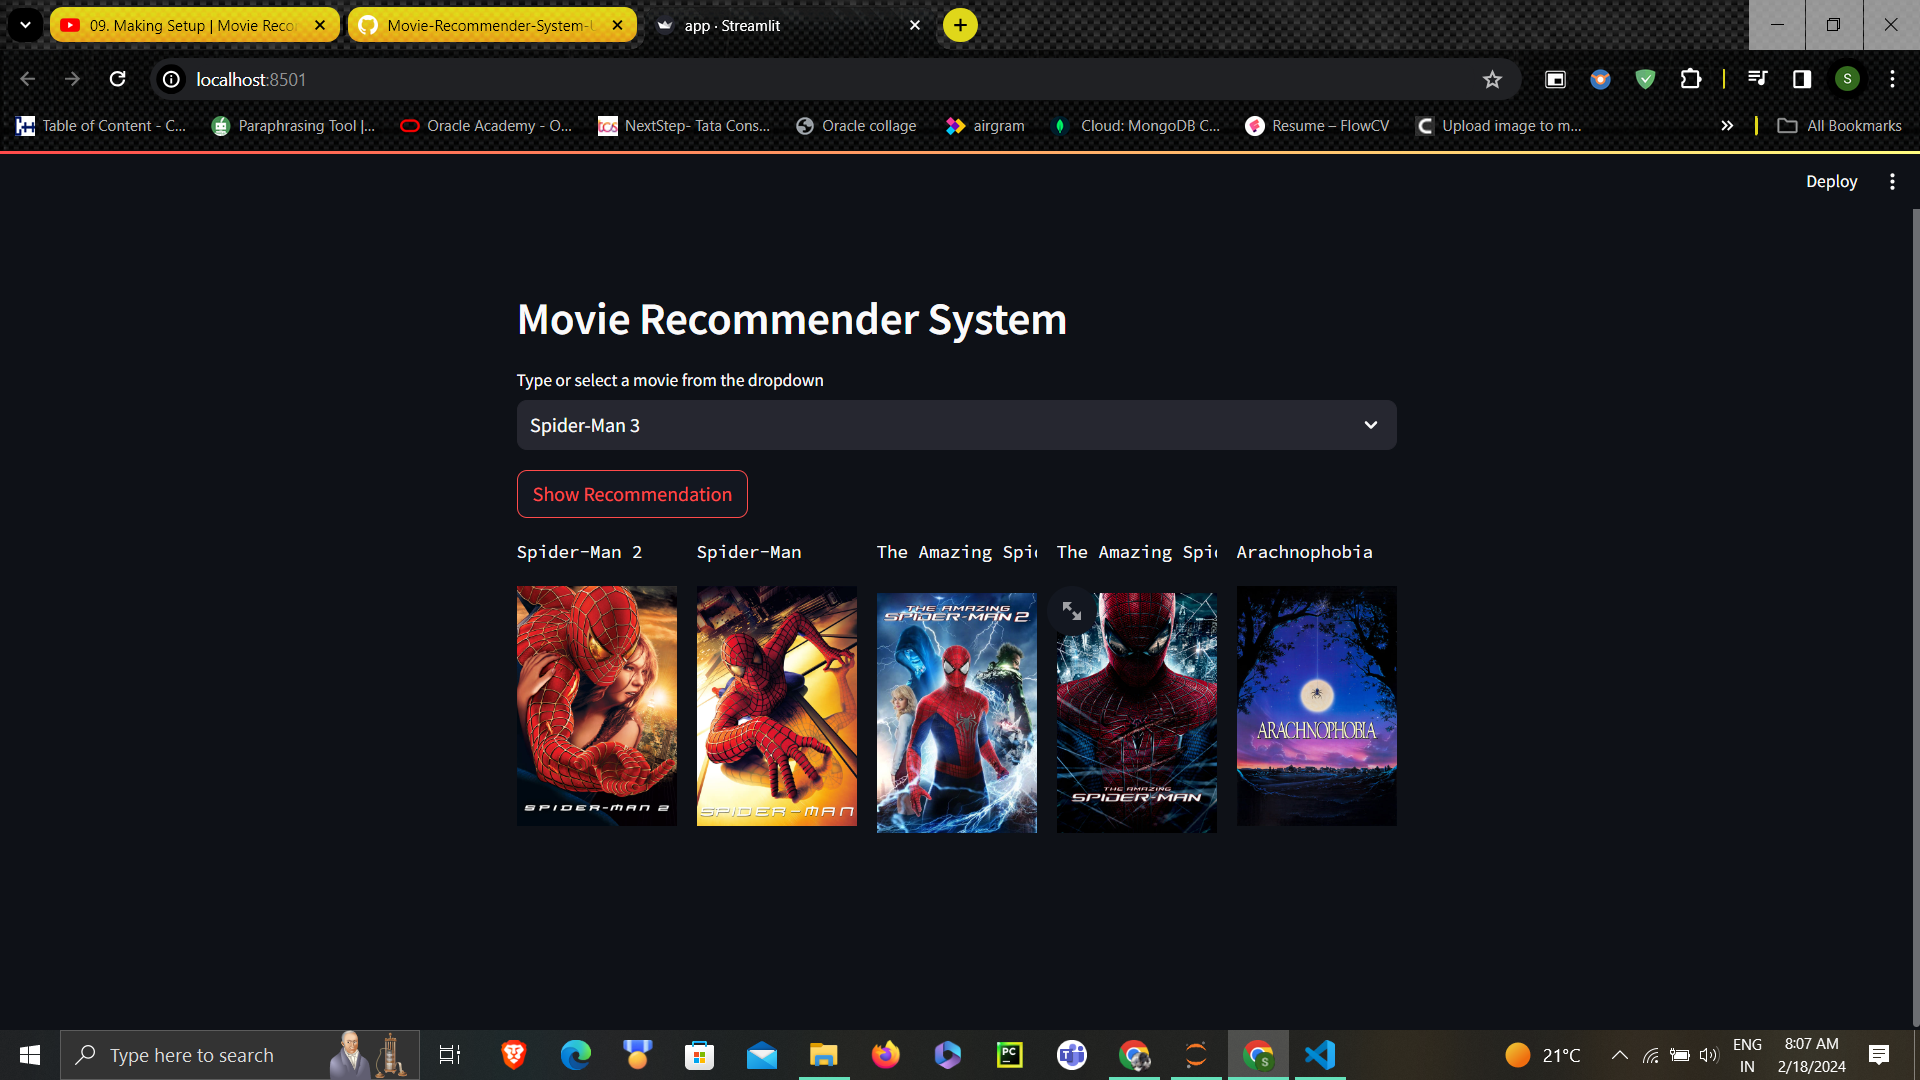 09. Making Setup | Movie Reco
Movie-Recommender-System-
app · Streamlit
localhost:8501
S
Table of Content - C...
Paraphrasing Tool |...
Oracle Academy - O...
tcs
NextStep- Tata Cons...
Oracle collage
airgram
Cloud: MongoDB C...
Resume – FlowCV
Upload image to m...
All Bookmarks
Deploy
Movie Recommender System
Type or select a movie from the dropdown
Spider-Man 3
Show Recommendation
Spider-Man 2
Spider-Man
The Amazing Spi
The Amazing Spi
Arachnophobia
SPIDER-MAN 2
SPIDER-MAN
THE AMAZING
SPIDER-MAN 2
THE AMAZING
SPIDER-MAN
ARACHNOPHOBIA
Type here to search
PC
S
21°C
ENG
IN
8:07 AM
2/18/2024